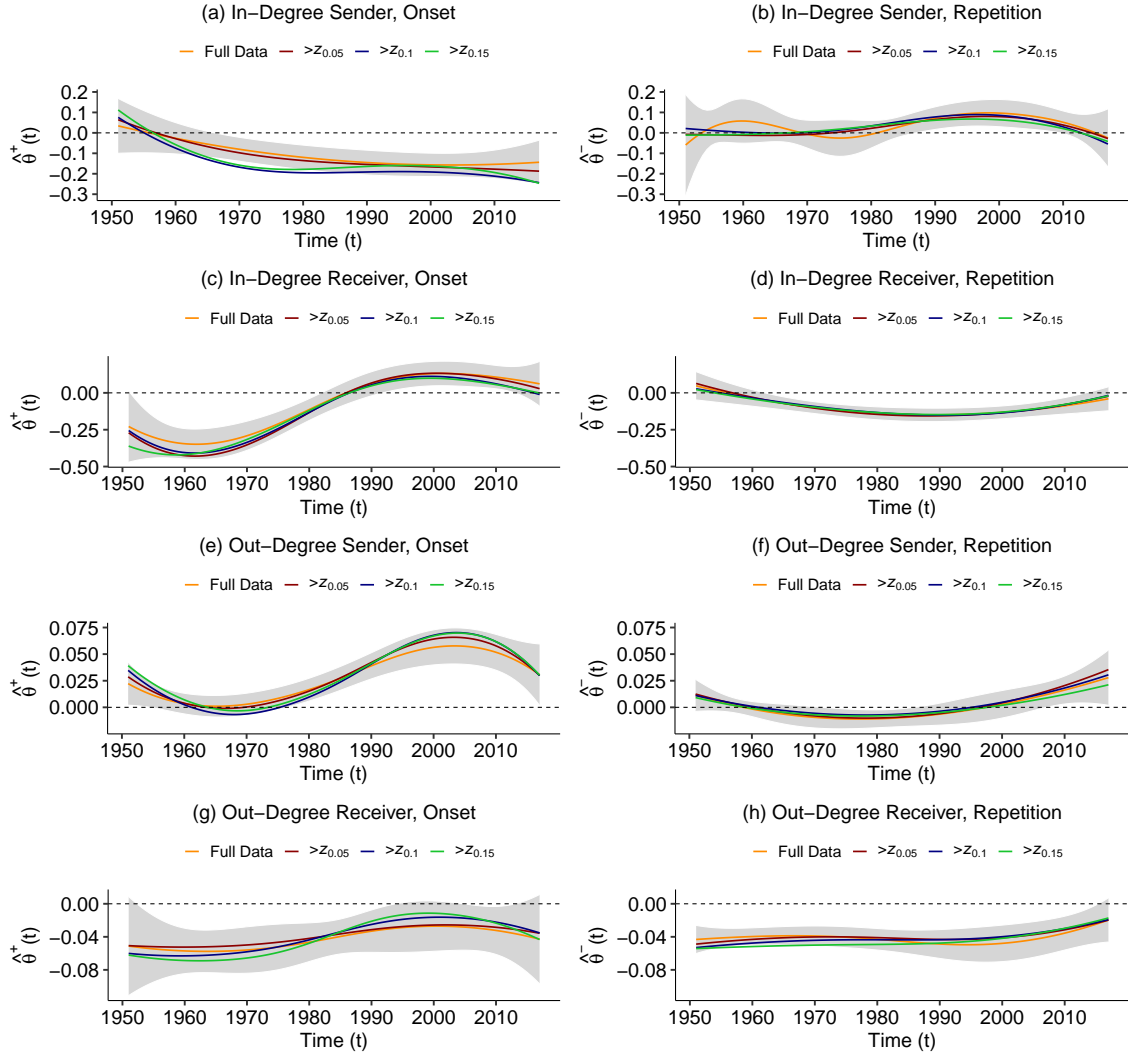 (a) In−Degree Sender, Onset
Full Data >z0.05 >z0.1 >z0.15
0.2
0.1
0.0
−0.1
−0.2
−0.3
θ̂⁺ (t)
1950 1960 1970 1980 1990 2000 2010
Time (t)
(b) In−Degree Sender, Repetition
Full Data >z0.05 >z0.1 >z0.15
0.2
0.1
0.0
−0.1
−0.2
−0.3
θ̂⁻ (t)
1950 1960 1970 1980 1990 2000 2010
Time (t)
(c) In−Degree Receiver, Onset
Full Data >z0.05 >z0.1 >z0.15
0.00
−0.25
−0.50
θ̂⁺ (t)
1950 1960 1970 1980 1990 2000 2010
Time (t)
(d) In−Degree Receiver, Repetition
Full Data >z0.05 >z0.1 >z0.15
0.00
−0.25
−0.50
θ̂⁻ (t)
1950 1960 1970 1980 1990 2000 2010
Time (t)
(e) Out−Degree Sender, Onset
Full Data >z0.05 >z0.1 >z0.15
0.075
0.050
0.025
0.000
θ̂⁺ (t)
1950 1960 1970 1980 1990 2000 2010
Time (t)
(f) Out−Degree Sender, Repetition
Full Data >z0.05 >z0.1 >z0.15
0.075
0.050
0.025
0.000
θ̂⁻ (t)
1950 1960 1970 1980 1990 2000 2010
Time (t)
(g) Out−Degree Receiver, Onset
Full Data >z0.05 >z0.1 >z0.15
0.00
−0.04
−0.08
θ̂⁺ (t)
1950 1960 1970 1980 1990 2000 2010
Time (t)
(h) Out−Degree Receiver, Repetition
Full Data >z0.05 >z0.1 >z0.15
0.00
−0.04
−0.08
θ̂⁻ (t)
1950 1960 1970 1980 1990 2000 2010
Time (t)